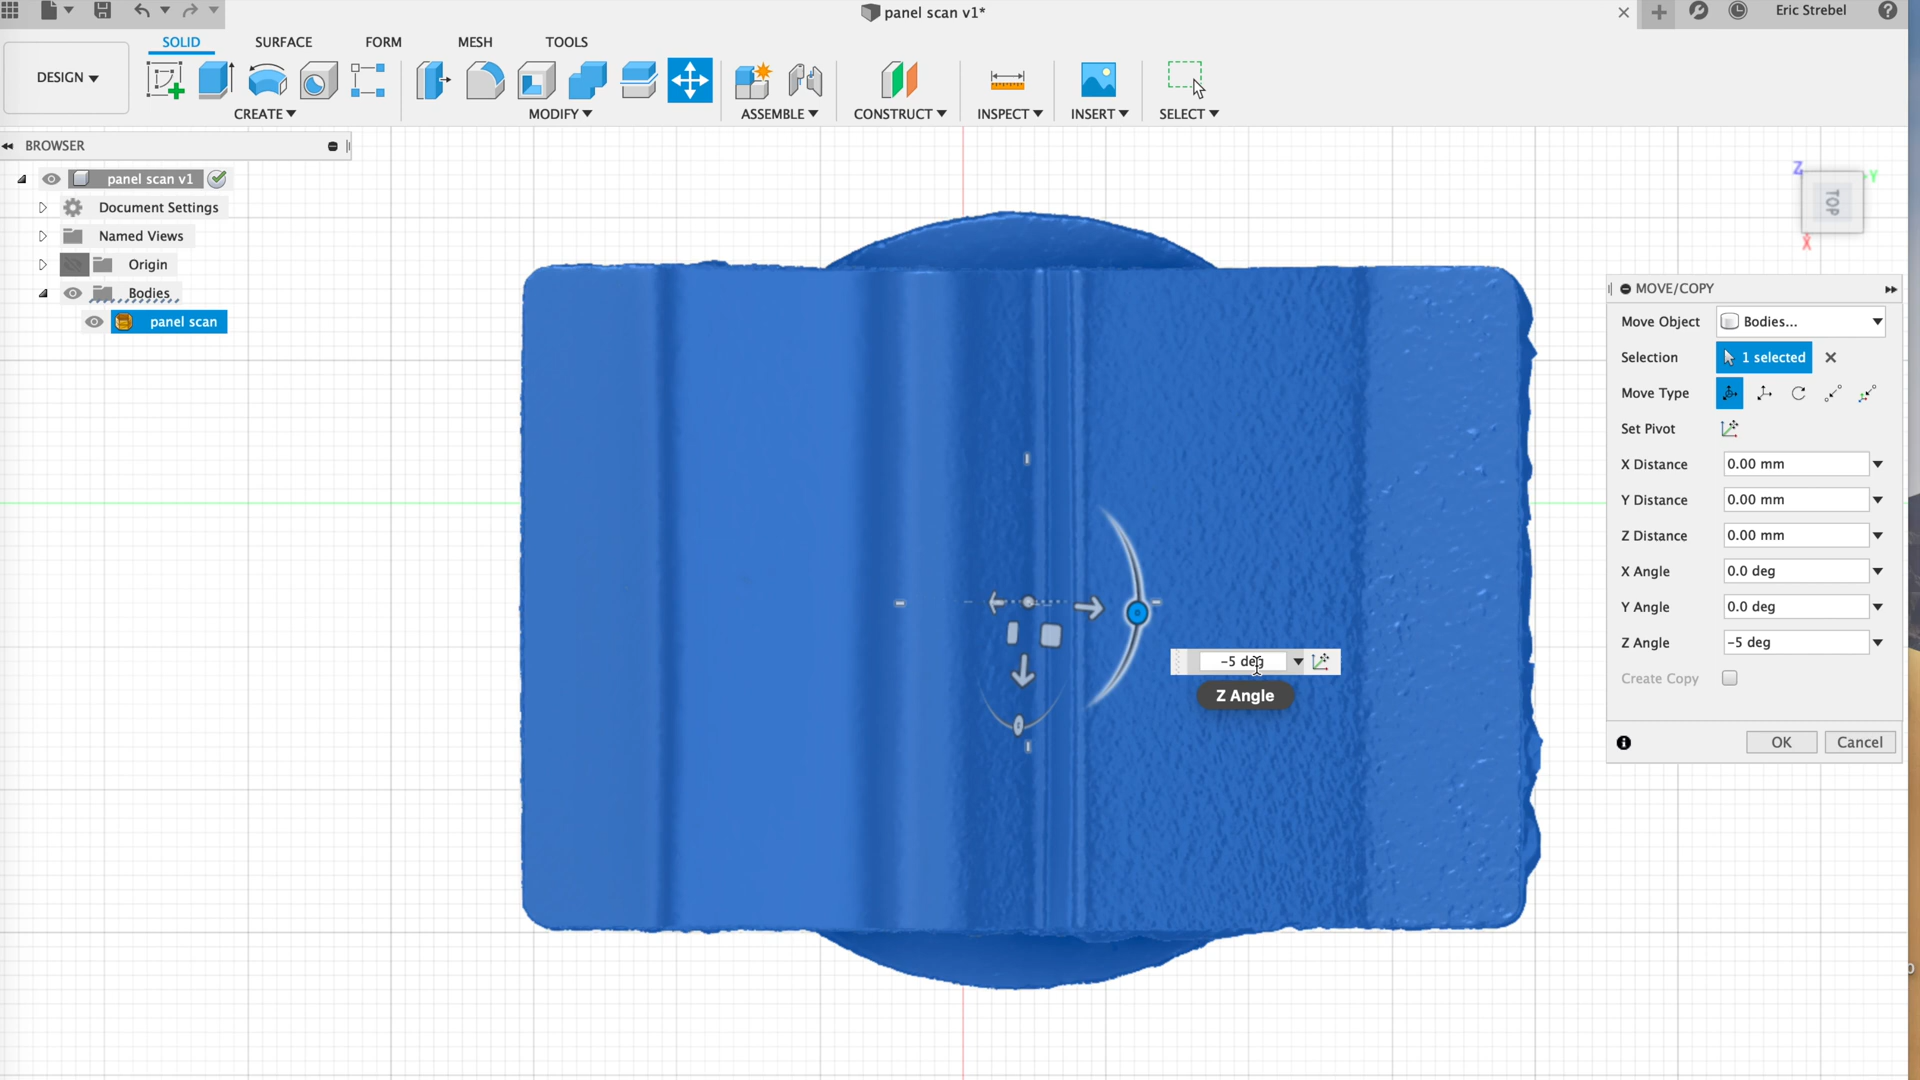 panel scan v1*
Eric Strebel
DESIGN
SOLID
SURFACE
FORM
MESH
TOOLS
CREATE
MODIFY
ASSEMBLE
CONSTRUCT
INSPECT
INSERT
SELECT
BROWSER
panel scan v1
Document Settings
Named Views
Origin
Bodies
panel scan
Z
Y
TOP
X
MOVE/COPY
Move Object
Bodies...
Selection
1 selected
Move Type
Set Pivot
X Distance
0.00 mm
Y Distance
0.00 mm
Z Distance
0.00 mm
X Angle
0.0 deg
Y Angle
0.0 deg
Z Angle
-5 deg
Create Copy
OK
Cancel
-5 deg
Z Angle